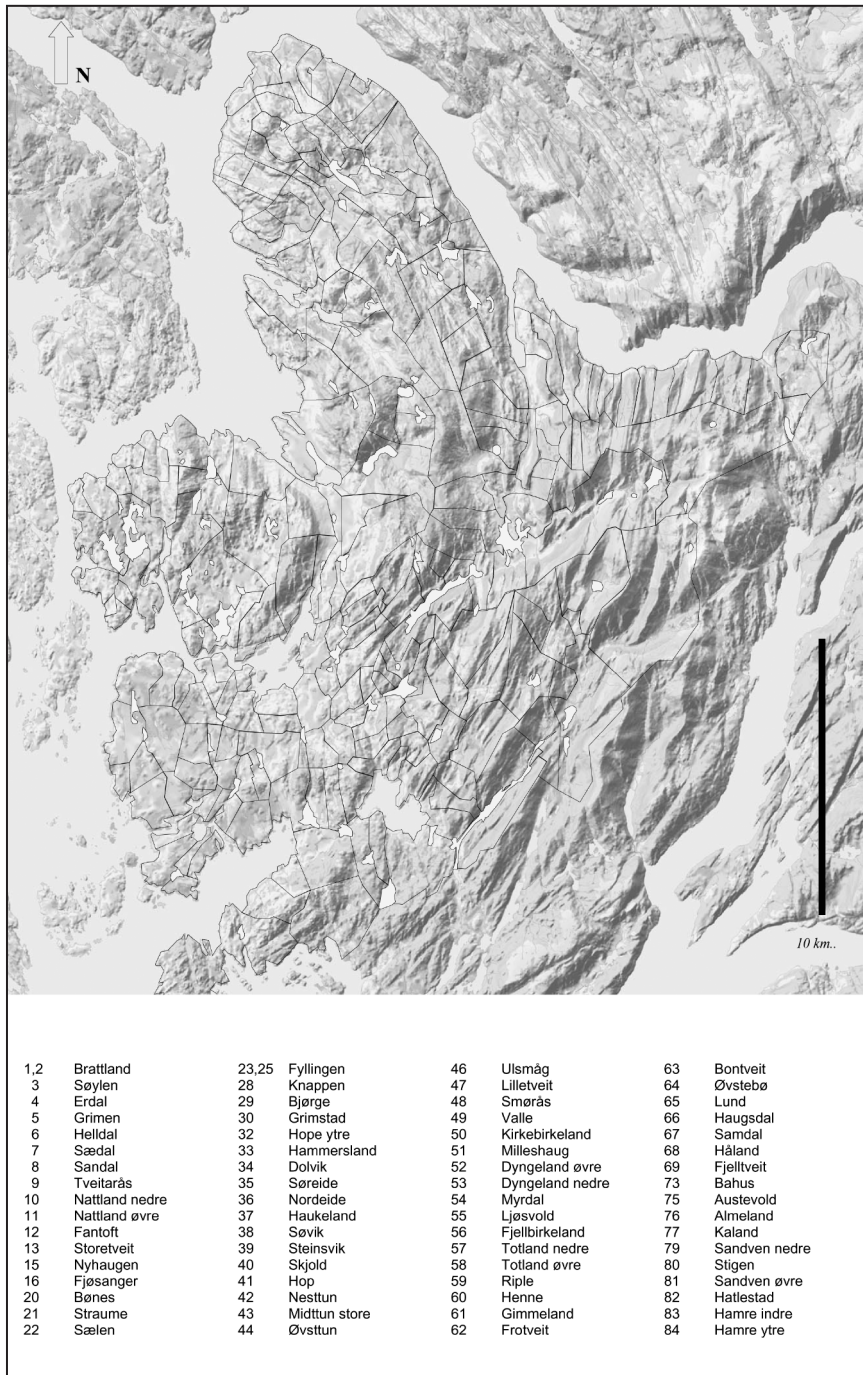 N
10 km..
1,2 Brattland
3 Søylen
4 Erdal
5 Grimen
6 Helldal
7 Sædal
8 Sandal
9 Tveitarås
10 Nattland nedre
11 Nattland øvre
12 Fantoft
13 Storetveit
15 Nyhaugen
16 Fjøsanger
20 Bønes
21 Straume
22 Sælen
23,25 Fyllingen
28 Knappen
29 Bjørge
30 Grimstad
32 Hope ytre
33 Hammersland
34 Dolvik
35 Søreide
36 Nordeide
37 Haukeland
38 Søvik
39 Steinsvik
40 Skjold
41 Hop
42 Nesttun
43 Midttun store
44 Øvsttun
46 Ulsmåg
47 Lilletveit
48 Smørås
49 Valle
50 Kirkebirkeland
51 Milleshaug
52 Dyngeland øvre
53 Dyngeland nedre
54 Myrdal
55 Ljøsvold
56 Fjellbirkeland
57 Totland nedre
58 Totland øvre
59 Riple
60 Henne
61 Gimmeland
62 Frotveit
63 Bontveit
64 Øvstebø
65 Lund
66 Haugsdal
67 Samdal
68 Håland
69 Fjelltveit
73 Bahus
75 Austevold
76 Almeland
77 Kaland
79 Sandven nedre
80 Stigen
81 Sandven øvre
82 Hatlestad
83 Hamre indre
84 Hamre ytre